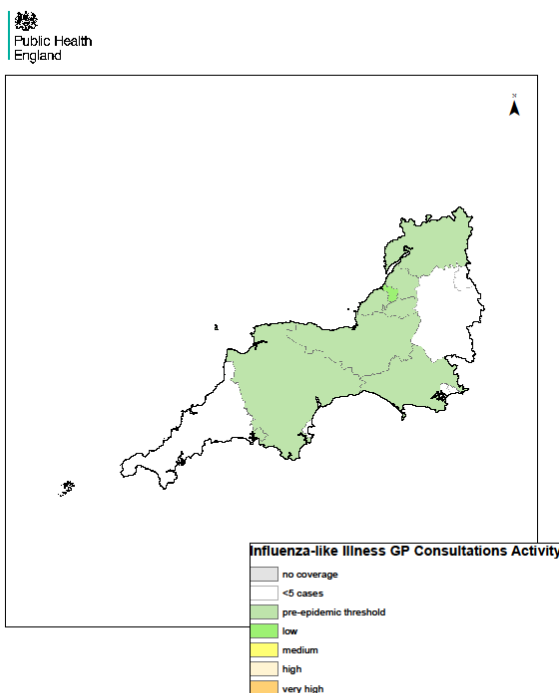 Public Health
England
N
Influenza-like Illness GP Consultations Activity
no coverage
<5 cases
pre-epidemic threshold
low
medium
high
very high